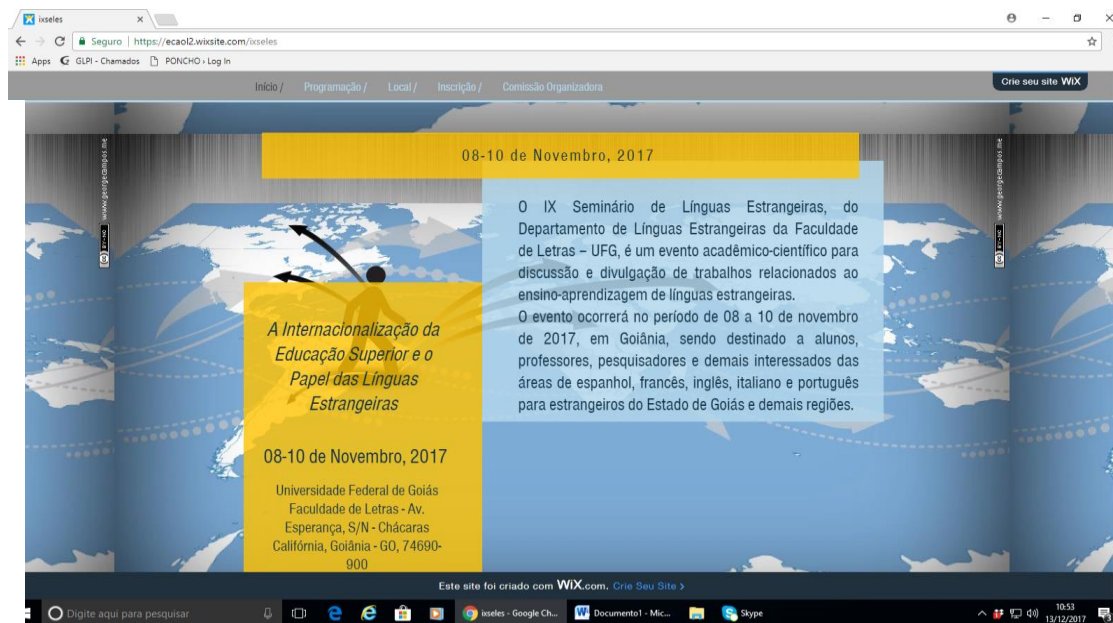 ixseles
Seguro | https://ecaol2.wixsite.com/ixseles
Apps GLPI - Chamados PONCHO › Log In
Início / Programação / Local / Inscrição / Comissão Organizadora
Crie seu site WiX
08-10 de Novembro, 2017
www.georgecampos.me
www.georgecampos.me
O IX Seminário de Línguas Estrangeiras, do
Departamento de Línguas Estrangeiras da Faculdade
de Letras – UFG, é um evento acadêmico-científico para
discussão e divulgação de trabalhos relacionados ao
ensino-aprendizagem de línguas estrangeiras.
O evento ocorrerá no período de 08 a 10 de novembro
de 2017, em Goiânia, sendo destinado a alunos,
professores, pesquisadores e demais interessados das
áreas de espanhol, francês, inglês, italiano e português
para estrangeiros do Estado de Goiás e demais regiões.
A Internacionalização da
Educação Superior e o
Papel das Línguas
Estrangeiras
08-10 de Novembro, 2017
Universidade Federal de Goiás
Faculdade de Letras - Av.
Esperança, S/N - Chácaras
Califórnia, Goiânia - GO, 74690-
900
Este site foi criado com WiX.com. Crie Seu Site >
Digite aqui para pesquisar
ixseles - Google Ch...
Documento1 - Mic...
Skype
10:53
13/12/2017